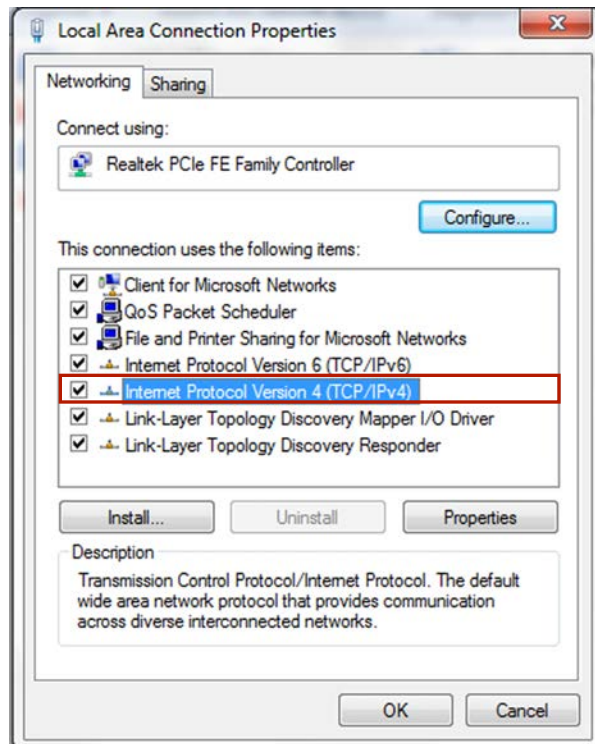 Local Area Connection Properties
Networking
Sharing
Connect using:
Realtek PCIe FE Family Controller
Configure...
This connection uses the following items:
Client for Microsoft Networks
QoS Packet Scheduler
File and Printer Sharing for Microsoft Networks
Internet Protocol Version 6 (TCP/IPv6)
Internet Protocol Version 4 (TCP/IPv4)
Link-Layer Topology Discovery Mapper I/O Driver
Link-Layer Topology Discovery Responder
Install...
Uninstall
Properties
Description
Transmission Control Protocol/Internet Protocol. The default
wide area network protocol that provides communication
across diverse interconnected networks.
OK
Cancel